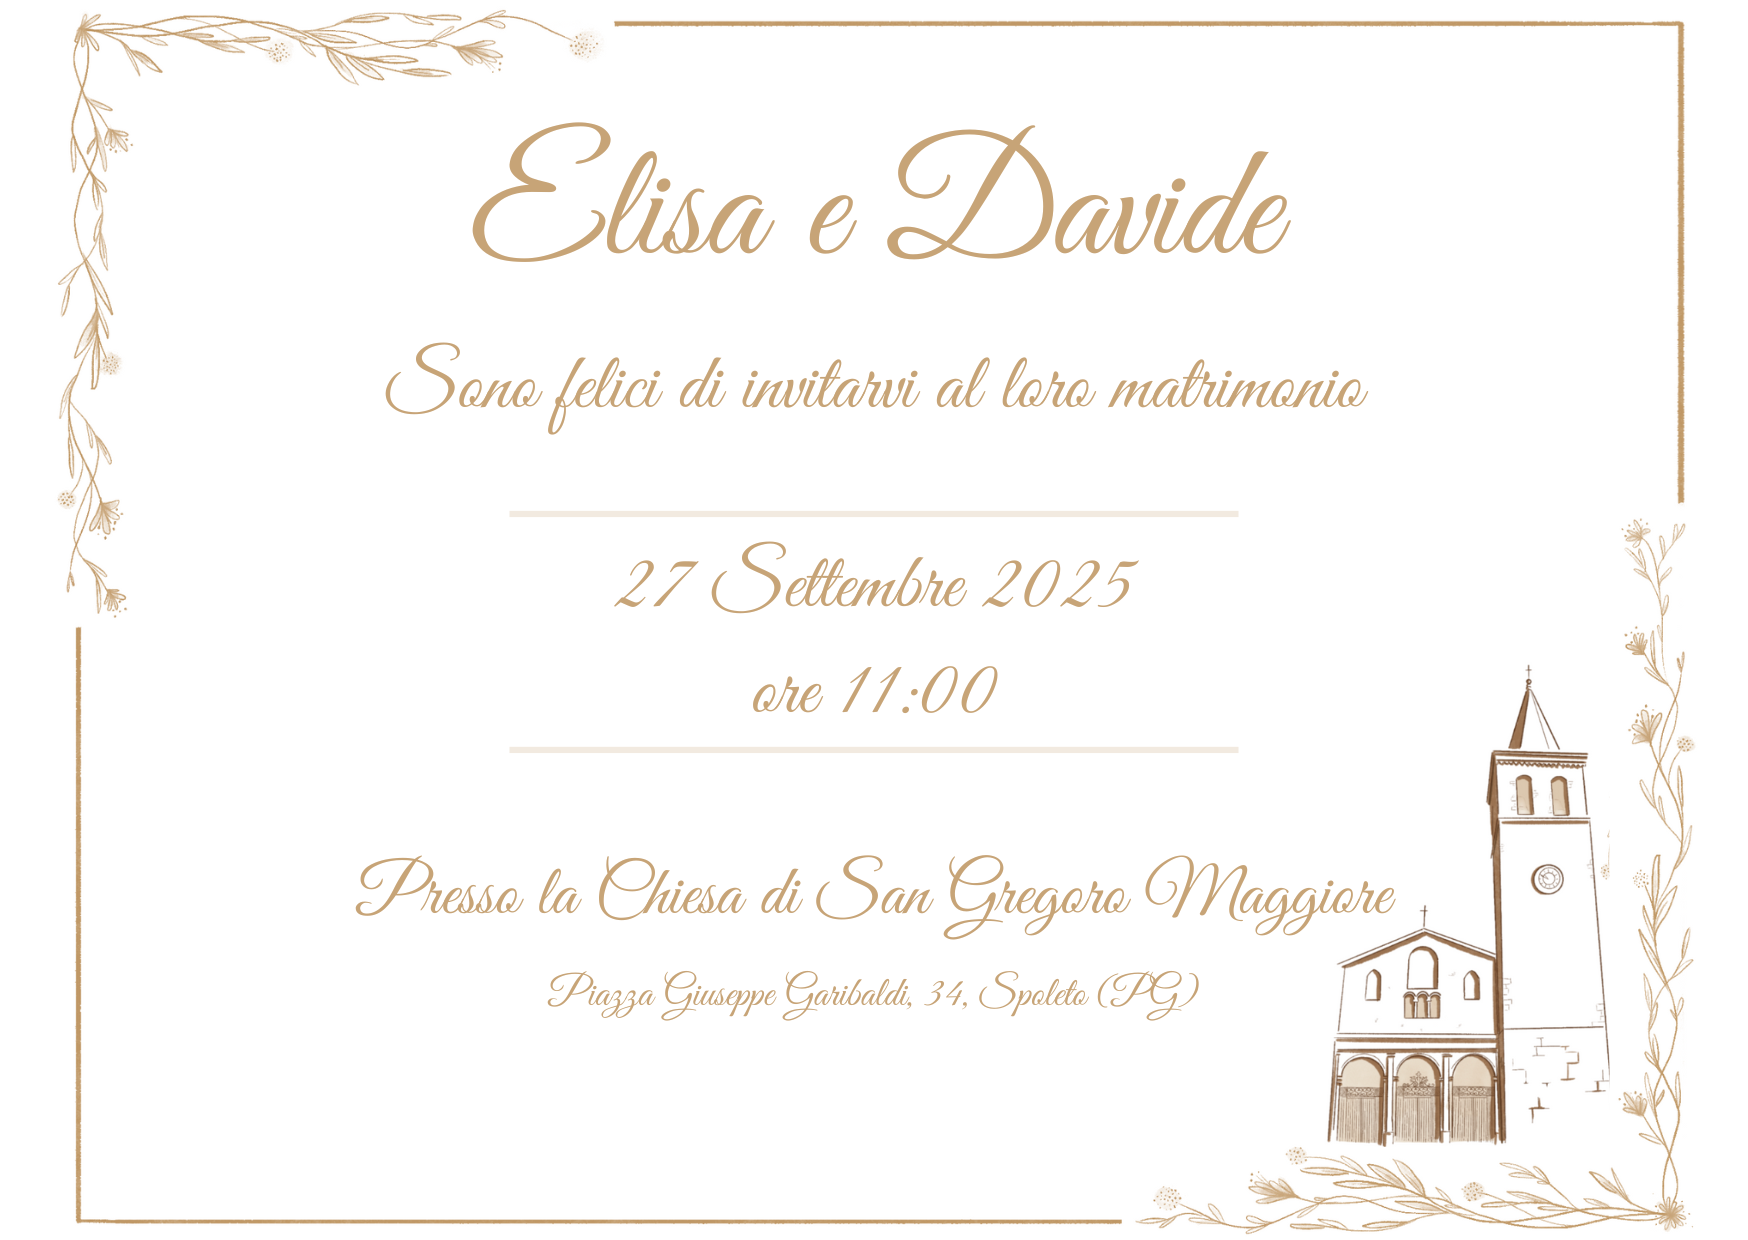 Elisa e Davide
Sono felici di invitarvi al loro matrimonio
27 Settembre 2025
ore 11:00
Presso la Chiesa di San Gregoro Maggiore
Piazza Giuseppe Garibaldi, 34, Spoleto (PG)